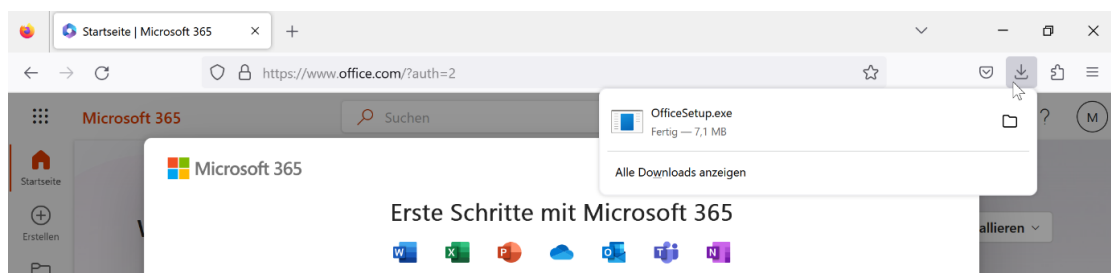 Startseite | Microsoft 365
https://www.office.com/?auth=2
Microsoft 365
Suchen
OfficeSetup.exe
Fertig — 7,1 MB
?
M
Alle Downloads anzeigen
Startseite
Microsoft 365
Erste Schritte mit Microsoft 365
Erstellen
W
allieren
W X P O T N